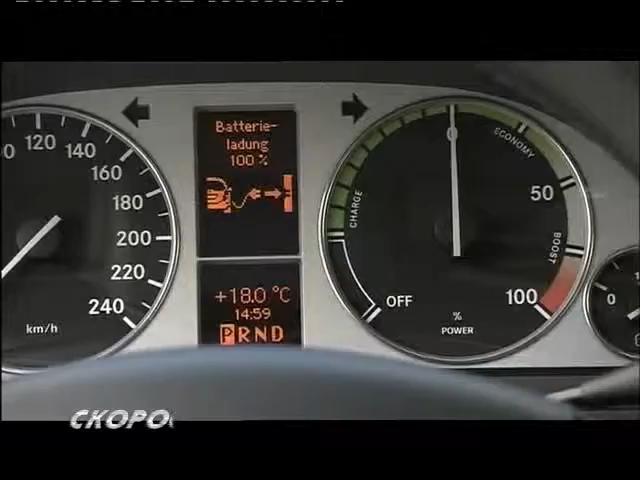 120
140
160
180
200
220
240
km/h
Batterie-
ladung
100 %
+18.0 °C
14:59
PRND
0
ECONOMY
50
CHARGE
BOOST
OFF
100
%
POWER
0
СКОРО